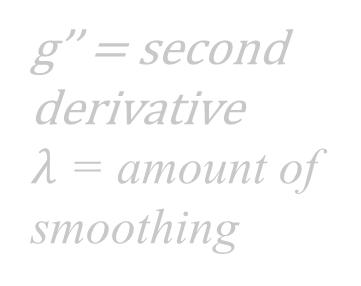 g” = second
derivative
λ = amount of
smoothing